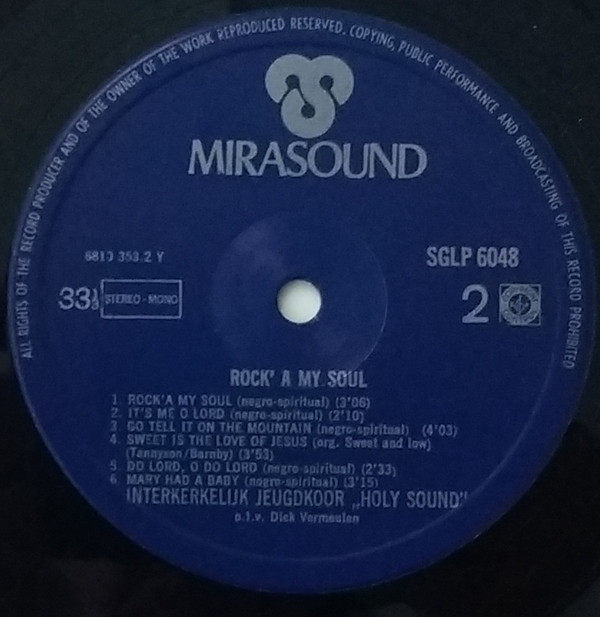 ALL RIGHTS OF THE RECORD PRODUCER AND OF THE OWNER OF THE WORK REPRODUCED RESERVED. COPYING, PUBLIC PERFORMANCE AND BROADCASTING OF THIS RECORD PROHIBITED
MIRASOUND
6810 353.2 Y
SGLP 6048
33⅓ STEREO - MONO
2
ROCK' A MY SOUL
1. ROCK'A MY SOUL (negro-spiritual) (3'06)
2. IT'S ME O LORD (negro-spiritual) (2'10)
3. GO TELL IT ON THE MOUNTAIN (negro-spiritual) (4'03)
4. SWEET IS THE LOVE OF JESUS (org. Sweet and low)
(Tannyson/Barnby) (3'53)
5. DO LORD, O DO LORD (negro-spiritual) (2'33)
6. MARY HAD A BABY (negro-spiritual) (3'15)
INTERKERKELIJK JEUGDKOOR „HOLY SOUND"
o.l.v. Dick Vermeulen